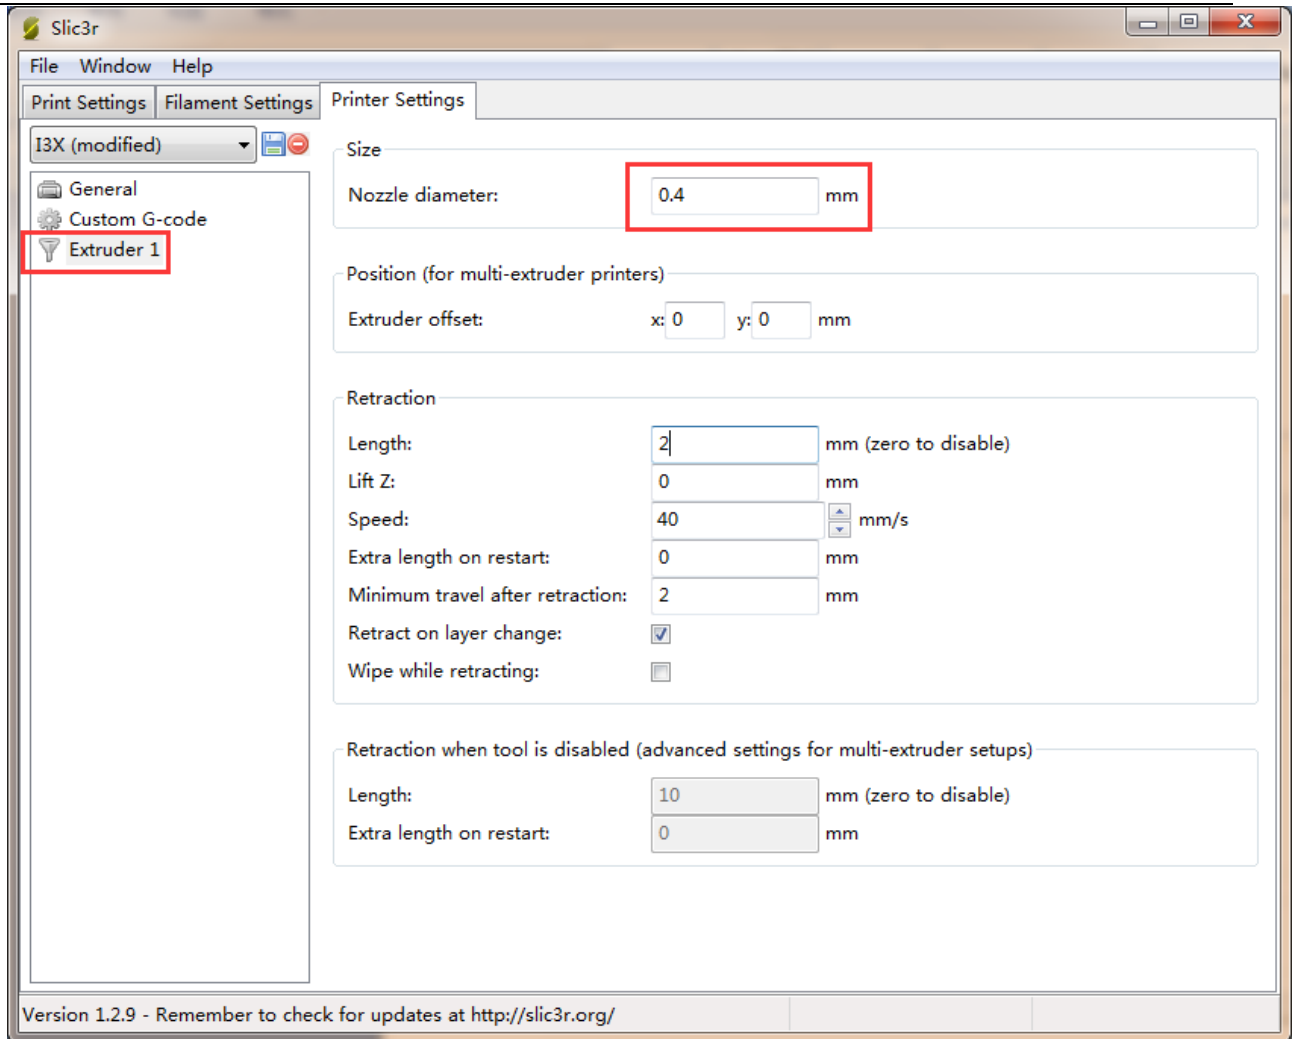 Slic3r
File Window Help
Print Settings Filament Settings Printer Settings
I3X (modified)
General
Custom G-code
Extruder 1
Size
Nozzle diameter: 0.4 mm
Position (for multi-extruder printers)
Extruder offset: x: 0 y: 0 mm
Retraction
Length: 2 mm (zero to disable)
Lift Z: 0 mm
Speed: 40 mm/s
Extra length on restart: 0 mm
Minimum travel after retraction: 2 mm
Retract on layer change:
Wipe while retracting:
Retraction when tool is disabled (advanced settings for multi-extruder setups)
Length: 10 mm (zero to disable)
Extra length on restart: 0 mm
Version 1.2.9 - Remember to check for updates at http://slic3r.org/